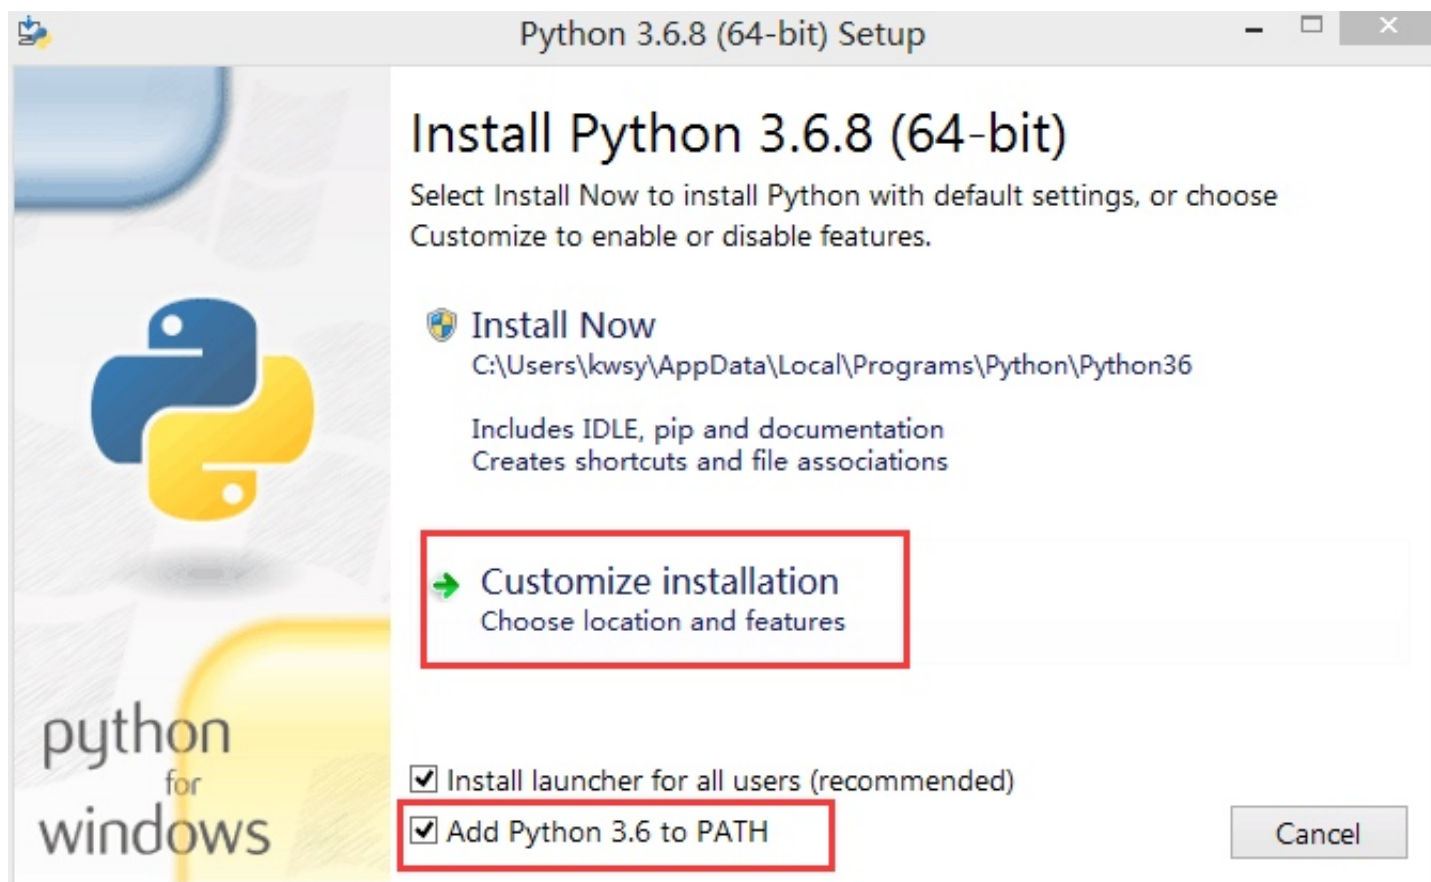 Python 3.6.8 (64-bit) Setup
Install Python 3.6.8 (64-bit)
Select Install Now to install Python with default settings, or choose
Customize to enable or disable features.
Install Now
C:\Users\kwsy\AppData\Local\Programs\Python\Python36
Includes IDLE, pip and documentation
Creates shortcuts and file associations
Customize installation
Choose location and features
python
for
windows
Install launcher for all users (recommended)
Add Python 3.6 to PATH
Cancel